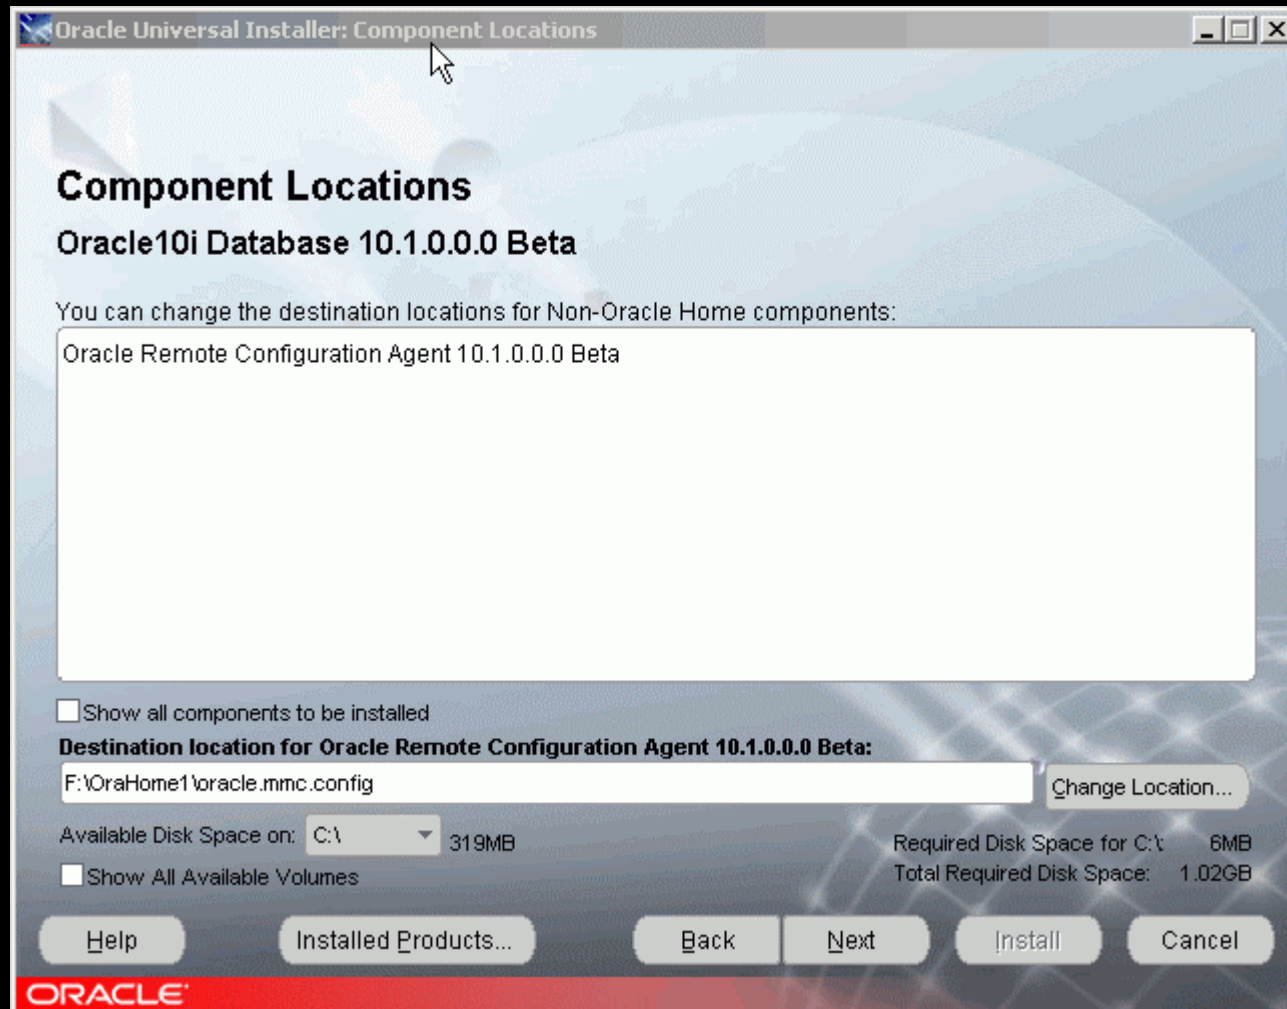 Oracle Universal Installer: Component Locations
Component Locations
Oracle10i Database 10.1.0.0.0 Beta
You can change the destination locations for Non-Oracle Home components:
Oracle Remote Configuration Agent 10.1.0.0.0 Beta
Show all components to be installed
Destination location for Oracle Remote Configuration Agent 10.1.0.0.0 Beta:
F:\OraHome1\oracle.mmc.config
Change Location...
Available Disk Space on: C:\ 319MB
Required Disk Space for C:\: 6MB
Show All Available Volumes
Total Required Disk Space: 1.02GB
Help Installed Products... Back Next Install Cancel
ORACLE